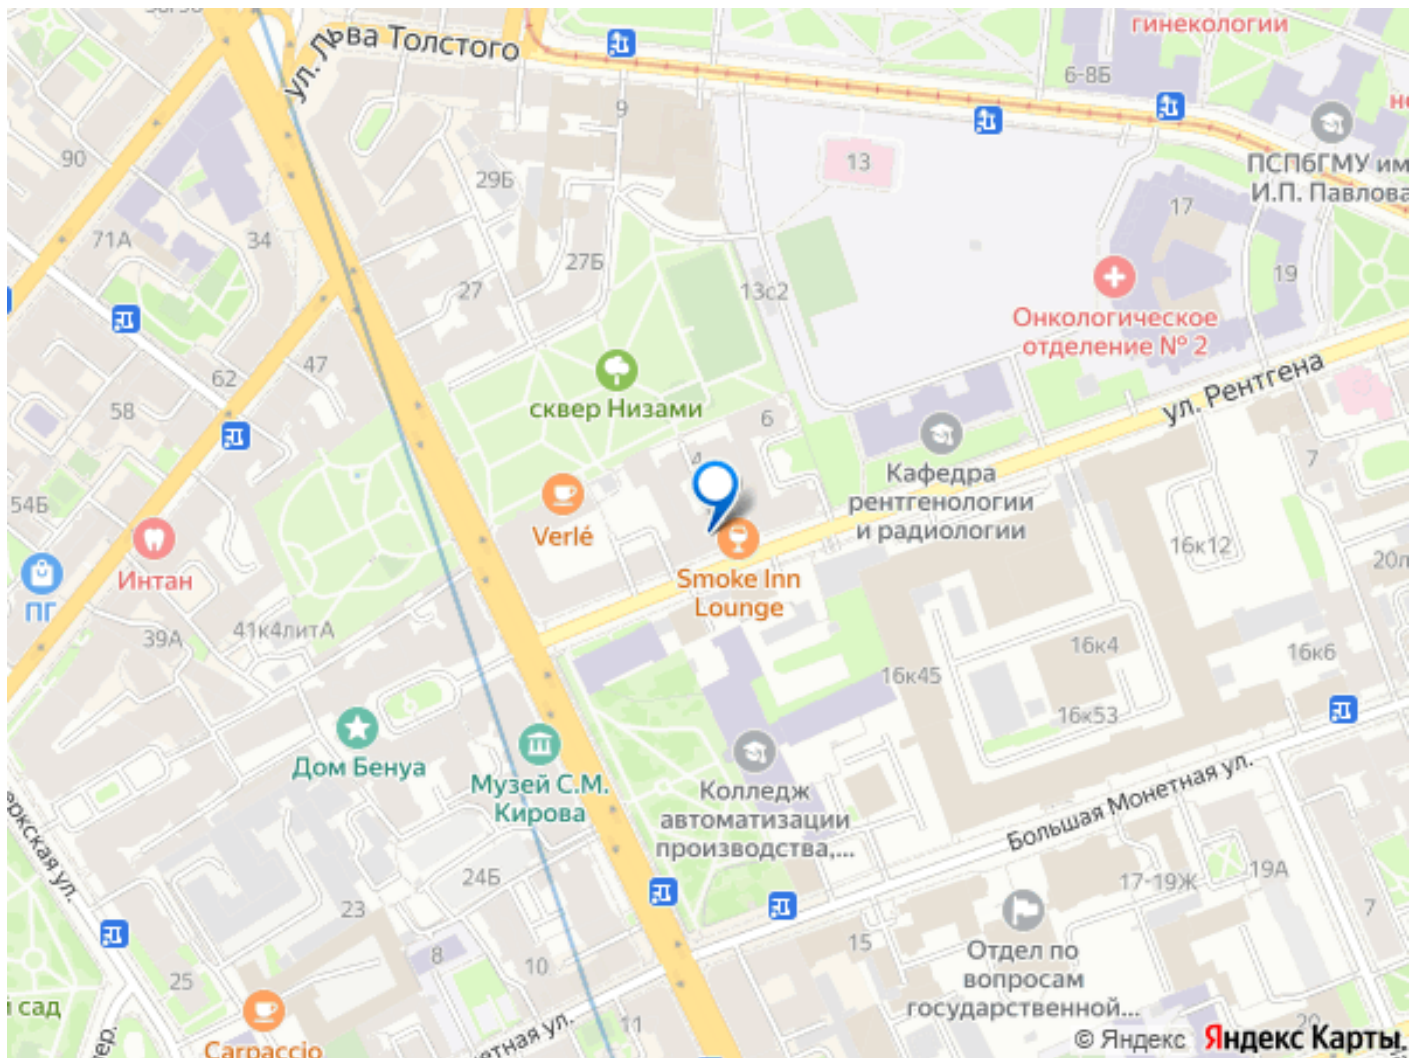 гинекологии
ул. Льва Толстого
6-8Б
9
90
13
ПСПбГМУ им
И.П. Павлова
29Б
17
71А
34
27Б
27
13с2
19
Онкологическое
отделение № 2
47
62
58
сквер Низами
ул. Рентгена
6
4
7
Кафедра
рентгенологии
и радиологии
54Б
Verlé
Интан
ПГ
16к12
20л
Smoke Inn
Lounge
39А
41к4литА
16к4
16к6
16к45
16к53
Дом Бенуа
Музей С.М.
Кирова
Колледж
автоматизации
производства,...
Большая Монетная ул.
24Б
17-19Ж
19А
23
7
8
10
15
Отдел по
вопросам
государственной...
25
й сад
11
20
Carpaccio
© Яндекс Яндекс Карты